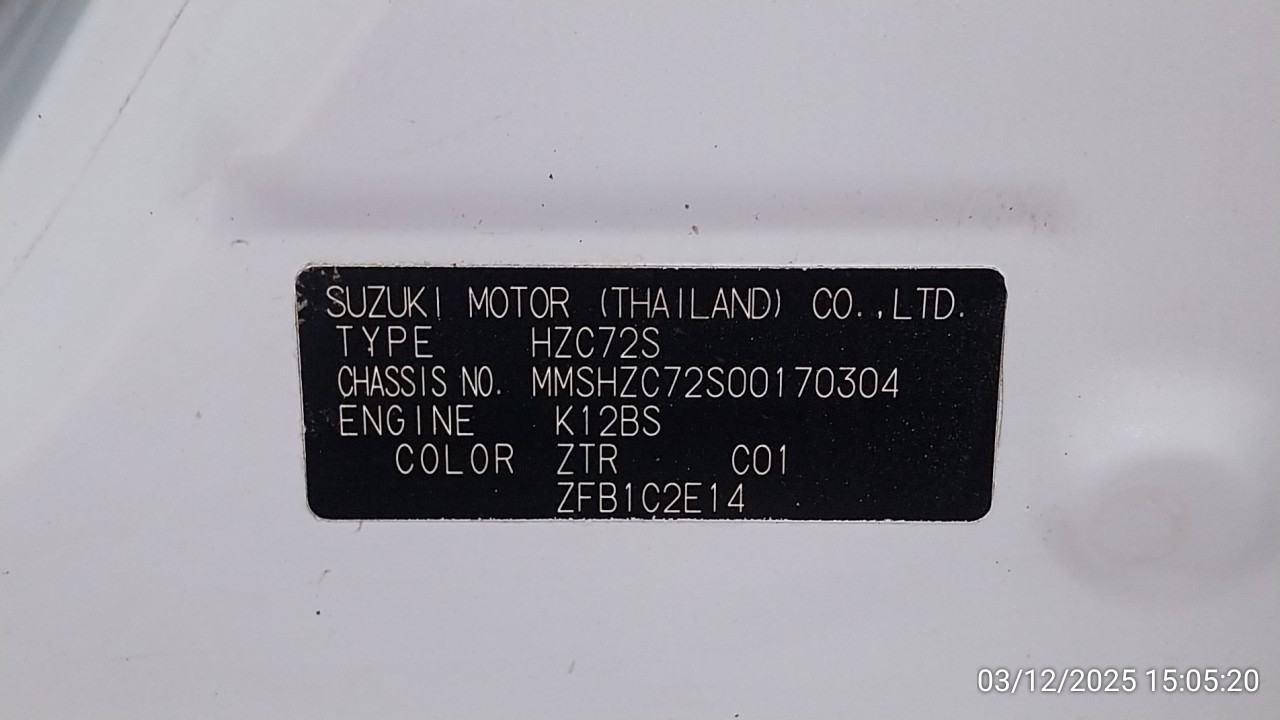 SUZUKI MOTOR (THAILAND) CO.,LTD.
TYPE HZC72S
CHASSIS NO. MMSHZC72S00170304
ENGINE K12BS
COLOR ZTR C01
ZFB1C2E14
03/12/2025 15:05:20